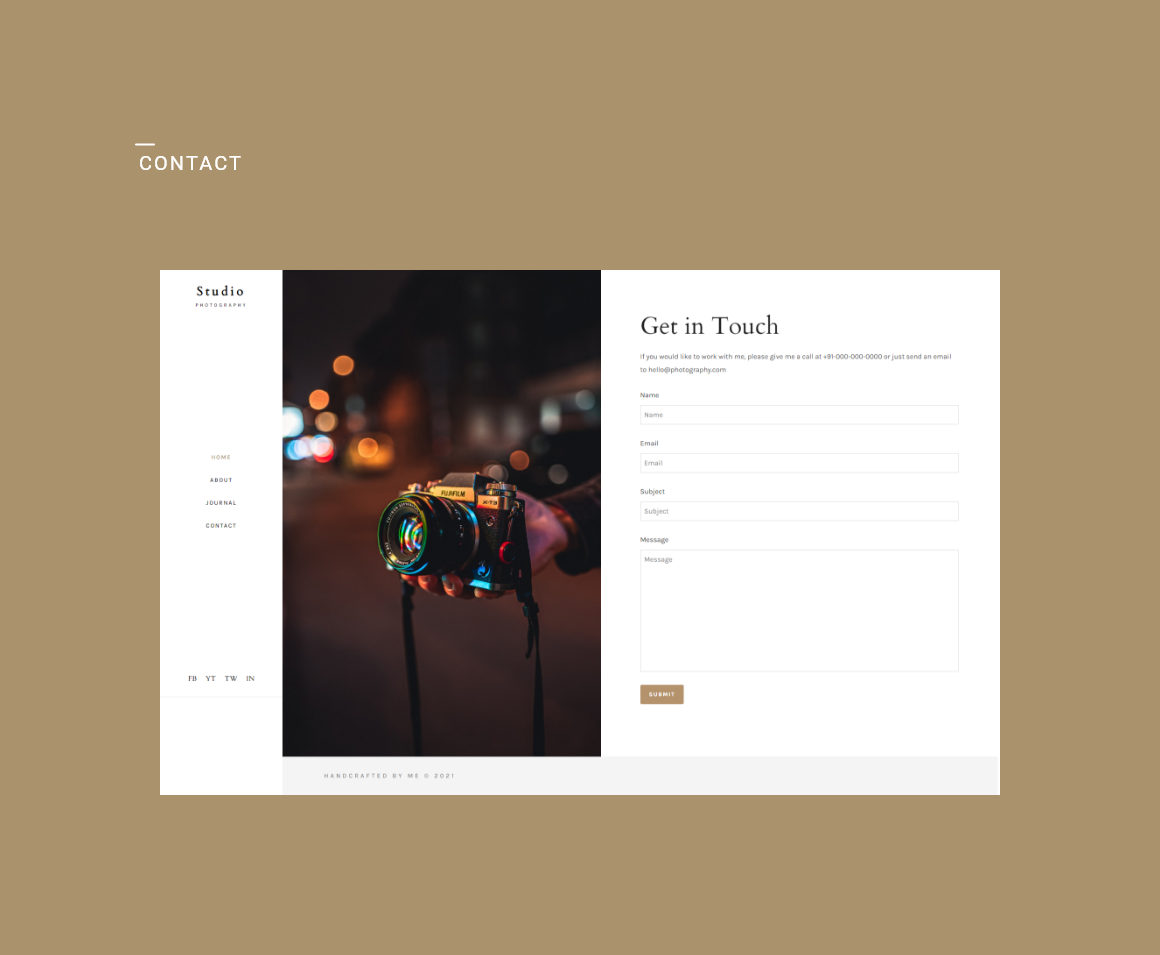 CONTACT
Studio
PHOTOGRAPHY
HOME
ABOUT
JOURNAL
CONTACT
FB YT TW IN
FUJIFILM
X-T3
Get in Touch
If you would like to work with me, please give me a call at +91-000-000-0000 or just send an email
to hello@photography.com
Name
Name
Email
Email
Subject
Subject
Message
Message
SUBMIT
HANDCRAFTED BY ME © 2021